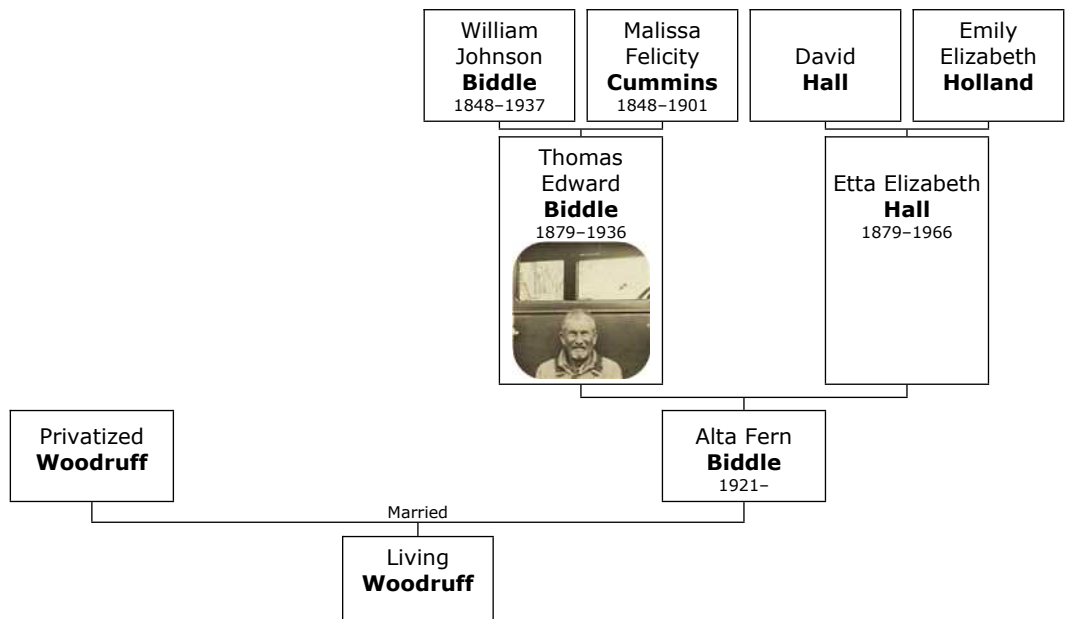 William
Johnson
Biddle
1848–1937
Malissa
Felicity
Cummins
1848–1901
David
Hall
Emily
Elizabeth
Holland
Thomas
Edward
Biddle
1879–1936
Etta Elizabeth
Hall
1879–1966
Privatized
Woodruff
Alta Fern
Biddle
1921–
Married
Living
Woodruff